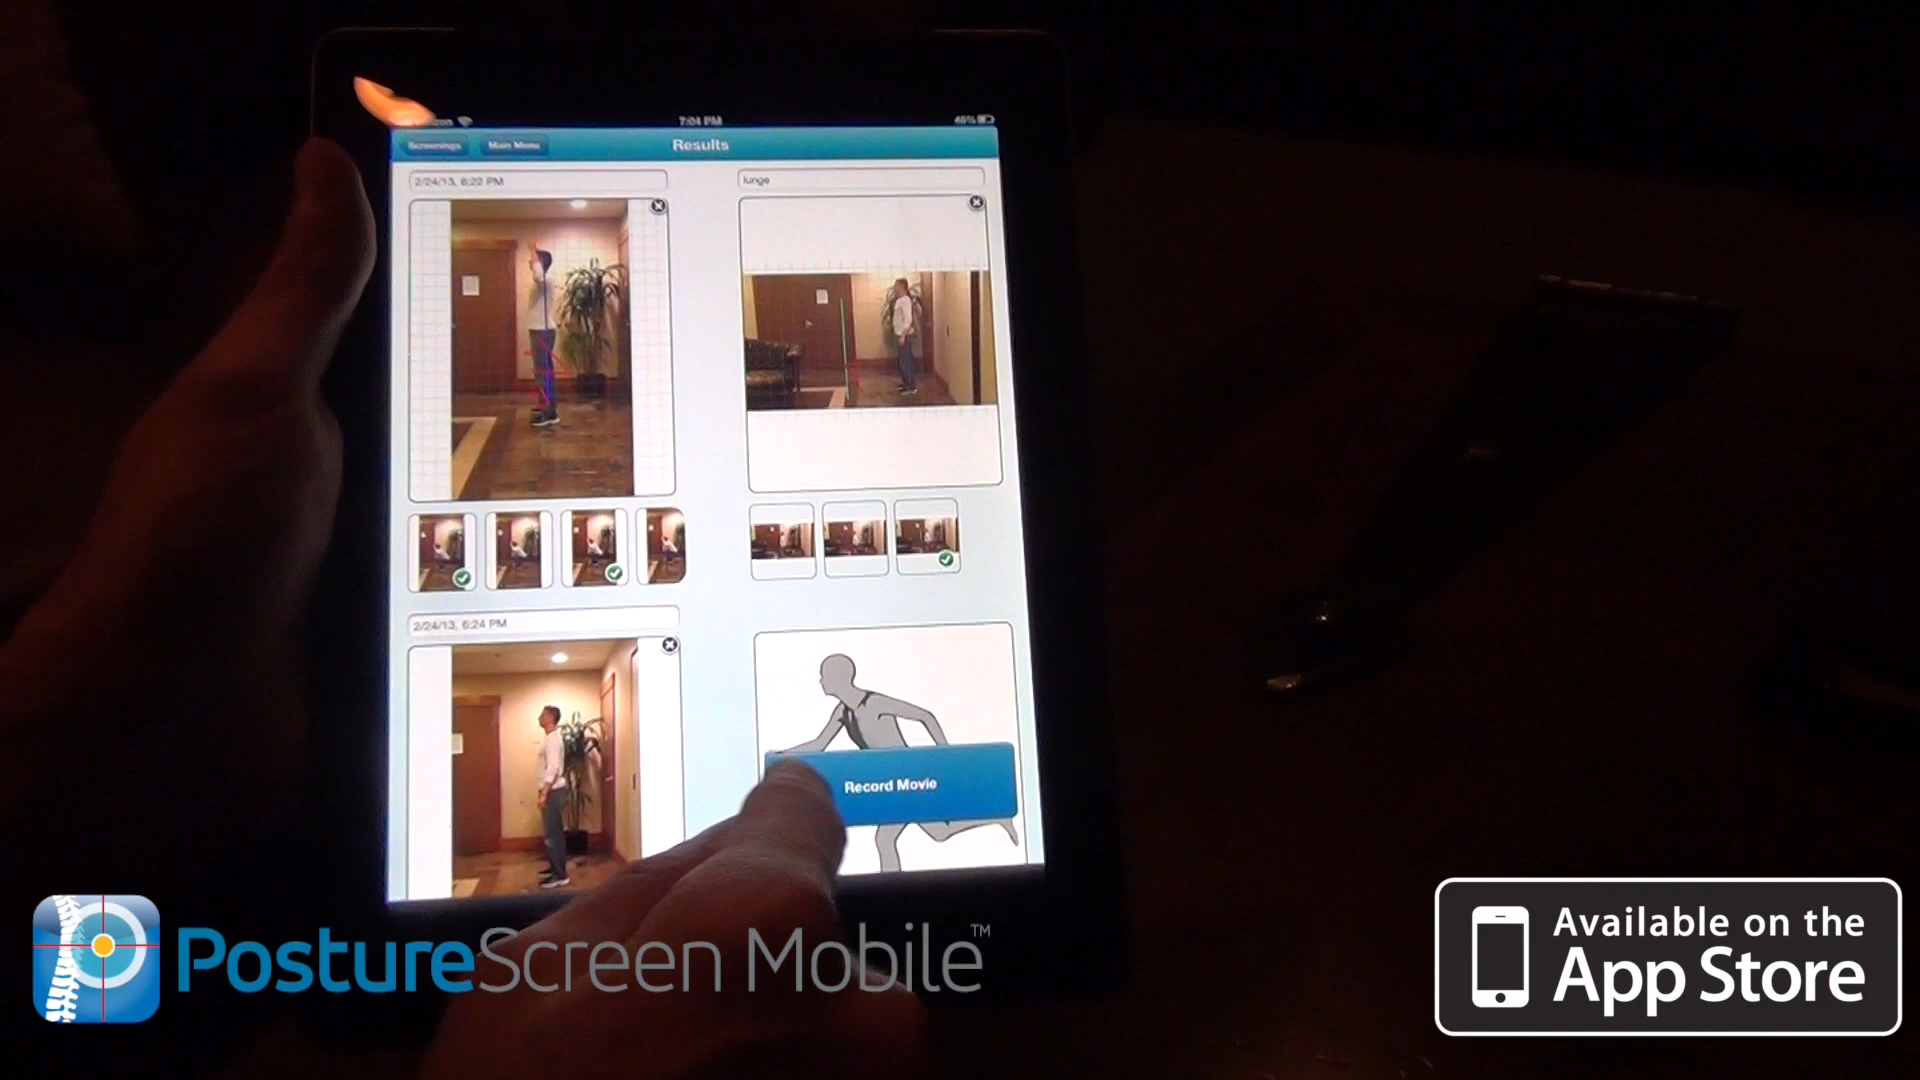 7:04 PM
Screenings
Main Menu
Results
2/24/13, 6:22 PM
lunge
2/24/13, 6:24 PM
Record Movie
PostureScreen Mobile™
Available on the
App Store